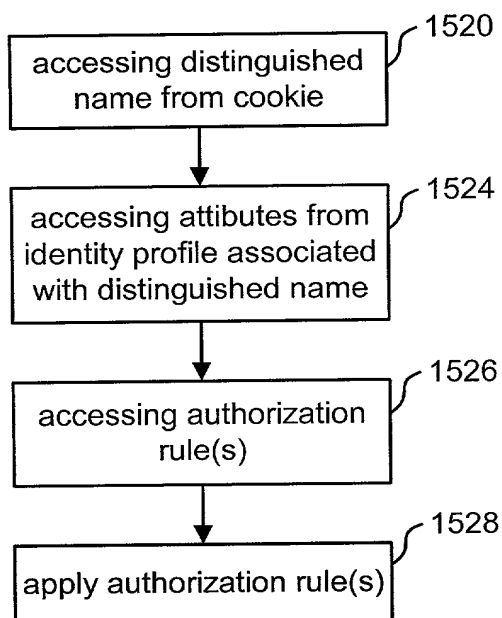 1520
accessing distinguished
name from cookie
1524
accessing attibutes from
identity profile associated
with distinguished name
1526
accessing authorization
rule(s)
1528
apply authorization rule(s)